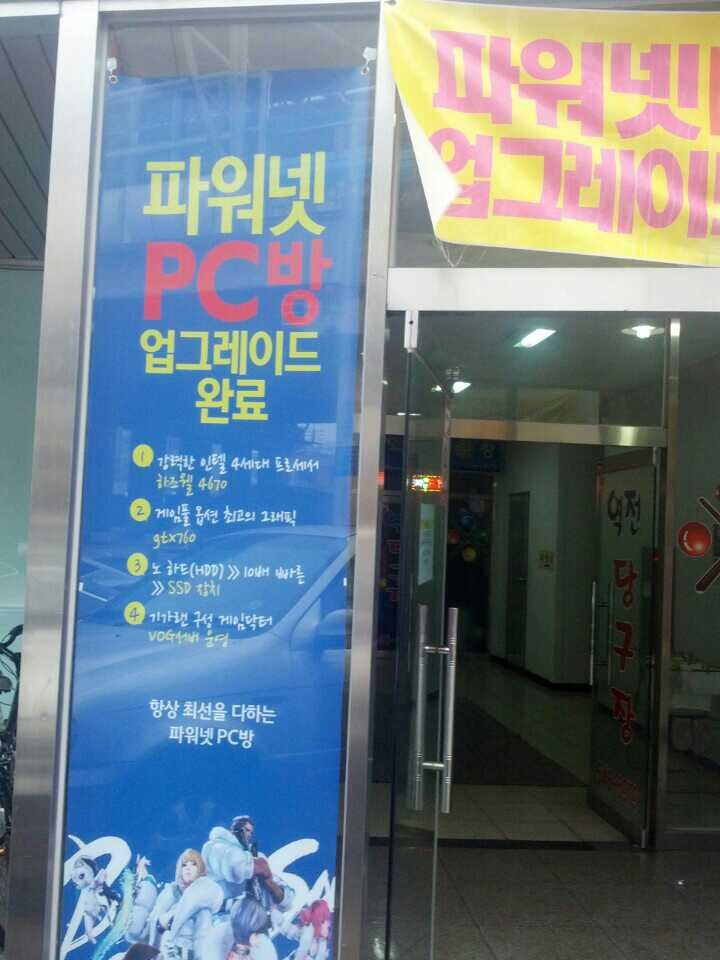 파워넷
PC방
업그레이드
완료
1 강력한 인텔 4세대 프로세서
하즈웰 4670
2 게임풀 옵션 최고의 그래픽
gtx760
3 노 하드(HDD) >> 10배 빠른
>> SSD 장치
4 기가랜 구성 게임닥터
VOG서버 운영
항상 최선을 다하는
파워넷 PC방
파워넷
업그레이드
역전
당구장